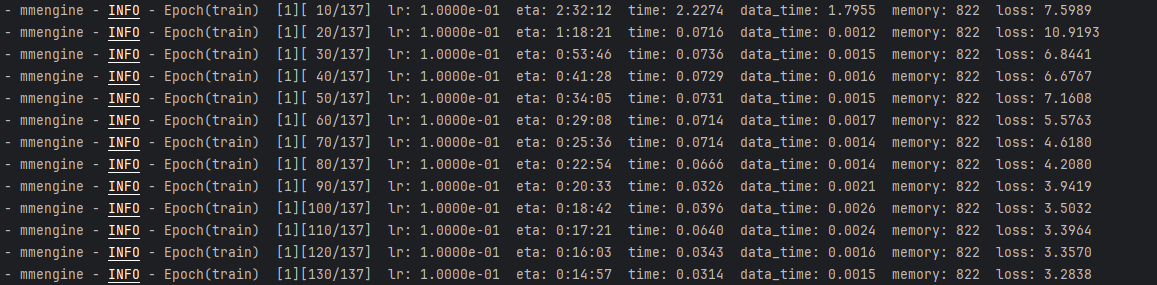 - mmengine - INFO - Epoch(train)  [1][ 10/137]  lr: 1.0000e-01  eta: 2:32:12  time: 2.2274  data_time: 1.7955  memory: 822  loss: 7.5989
- mmengine - INFO - Epoch(train)  [1][ 20/137]  lr: 1.0000e-01  eta: 1:18:21  time: 0.0716  data_time: 0.0012  memory: 822  loss: 10.9193
- mmengine - INFO - Epoch(train)  [1][ 30/137]  lr: 1.0000e-01  eta: 0:53:46  time: 0.0736  data_time: 0.0015  memory: 822  loss: 6.8441
- mmengine - INFO - Epoch(train)  [1][ 40/137]  lr: 1.0000e-01  eta: 0:41:28  time: 0.0729  data_time: 0.0016  memory: 822  loss: 6.6767
- mmengine - INFO - Epoch(train)  [1][ 50/137]  lr: 1.0000e-01  eta: 0:34:05  time: 0.0731  data_time: 0.0015  memory: 822  loss: 7.1608
- mmengine - INFO - Epoch(train)  [1][ 60/137]  lr: 1.0000e-01  eta: 0:29:08  time: 0.0714  data_time: 0.0017  memory: 822  loss: 5.5763
- mmengine - INFO - Epoch(train)  [1][ 70/137]  lr: 1.0000e-01  eta: 0:25:36  time: 0.0714  data_time: 0.0014  memory: 822  loss: 4.6180
- mmengine - INFO - Epoch(train)  [1][ 80/137]  lr: 1.0000e-01  eta: 0:22:54  time: 0.0666  data_time: 0.0014  memory: 822  loss: 4.2080
- mmengine - INFO - Epoch(train)  [1][ 90/137]  lr: 1.0000e-01  eta: 0:20:33  time: 0.0326  data_time: 0.0021  memory: 822  loss: 3.9419
- mmengine - INFO - Epoch(train)  [1][100/137]  lr: 1.0000e-01  eta: 0:18:42  time: 0.0396  data_time: 0.0026  memory: 822  loss: 3.5032
- mmengine - INFO - Epoch(train)  [1][110/137]  lr: 1.0000e-01  eta: 0:17:21  time: 0.0640  data_time: 0.0024  memory: 822  loss: 3.3964
- mmengine - INFO - Epoch(train)  [1][120/137]  lr: 1.0000e-01  eta: 0:16:03  time: 0.0343  data_time: 0.0016  memory: 822  loss: 3.3570
- mmengine - INFO - Epoch(train)  [1][130/137]  lr: 1.0000e-01  eta: 0:14:57  time: 0.0314  data_time: 0.0015  memory: 822  loss: 3.2838